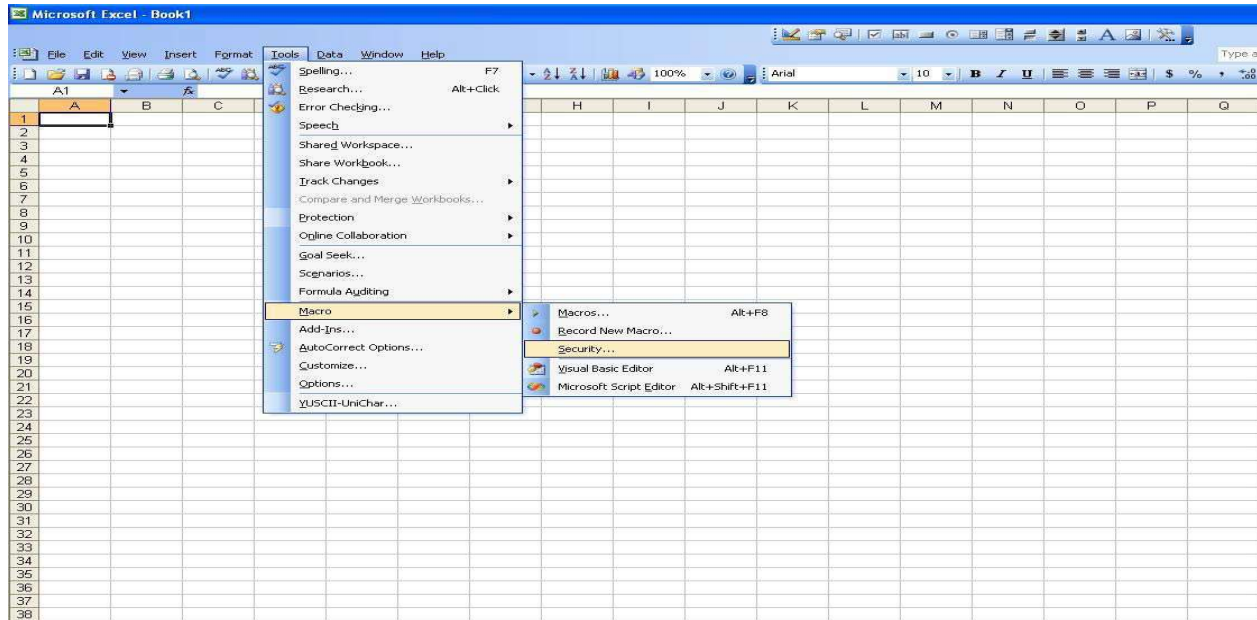 Microsoft Excel - Book1
File Edit View Insert Format Tools Data Window Help
Type a
100% Arial 10 B I U $ % ,
A1 fx
A B C H I J K L M N O P Q
Spelling... F7
Research... Alt+Click
Error Checking...
Speech
Shared Workspace...
Share Workbook...
Track Changes
Compare and Merge Workbooks...
Protection
Online Collaboration
Goal Seek...
Scenarios...
Formula Auditing
Macro
Add-Ins...
AutoCorrect Options...
Customize...
Options...
YUSCII-UniChar...
Macros... Alt+F8
Record New Macro...
Security...
Visual Basic Editor Alt+F11
Microsoft Script Editor Alt+Shift+F11
1
2
3
4
5
6
7
8
9
10
11
12
13
14
15
16
17
18
19
20
21
22
23
24
25
26
27
28
29
30
31
32
33
34
35
36
37
38